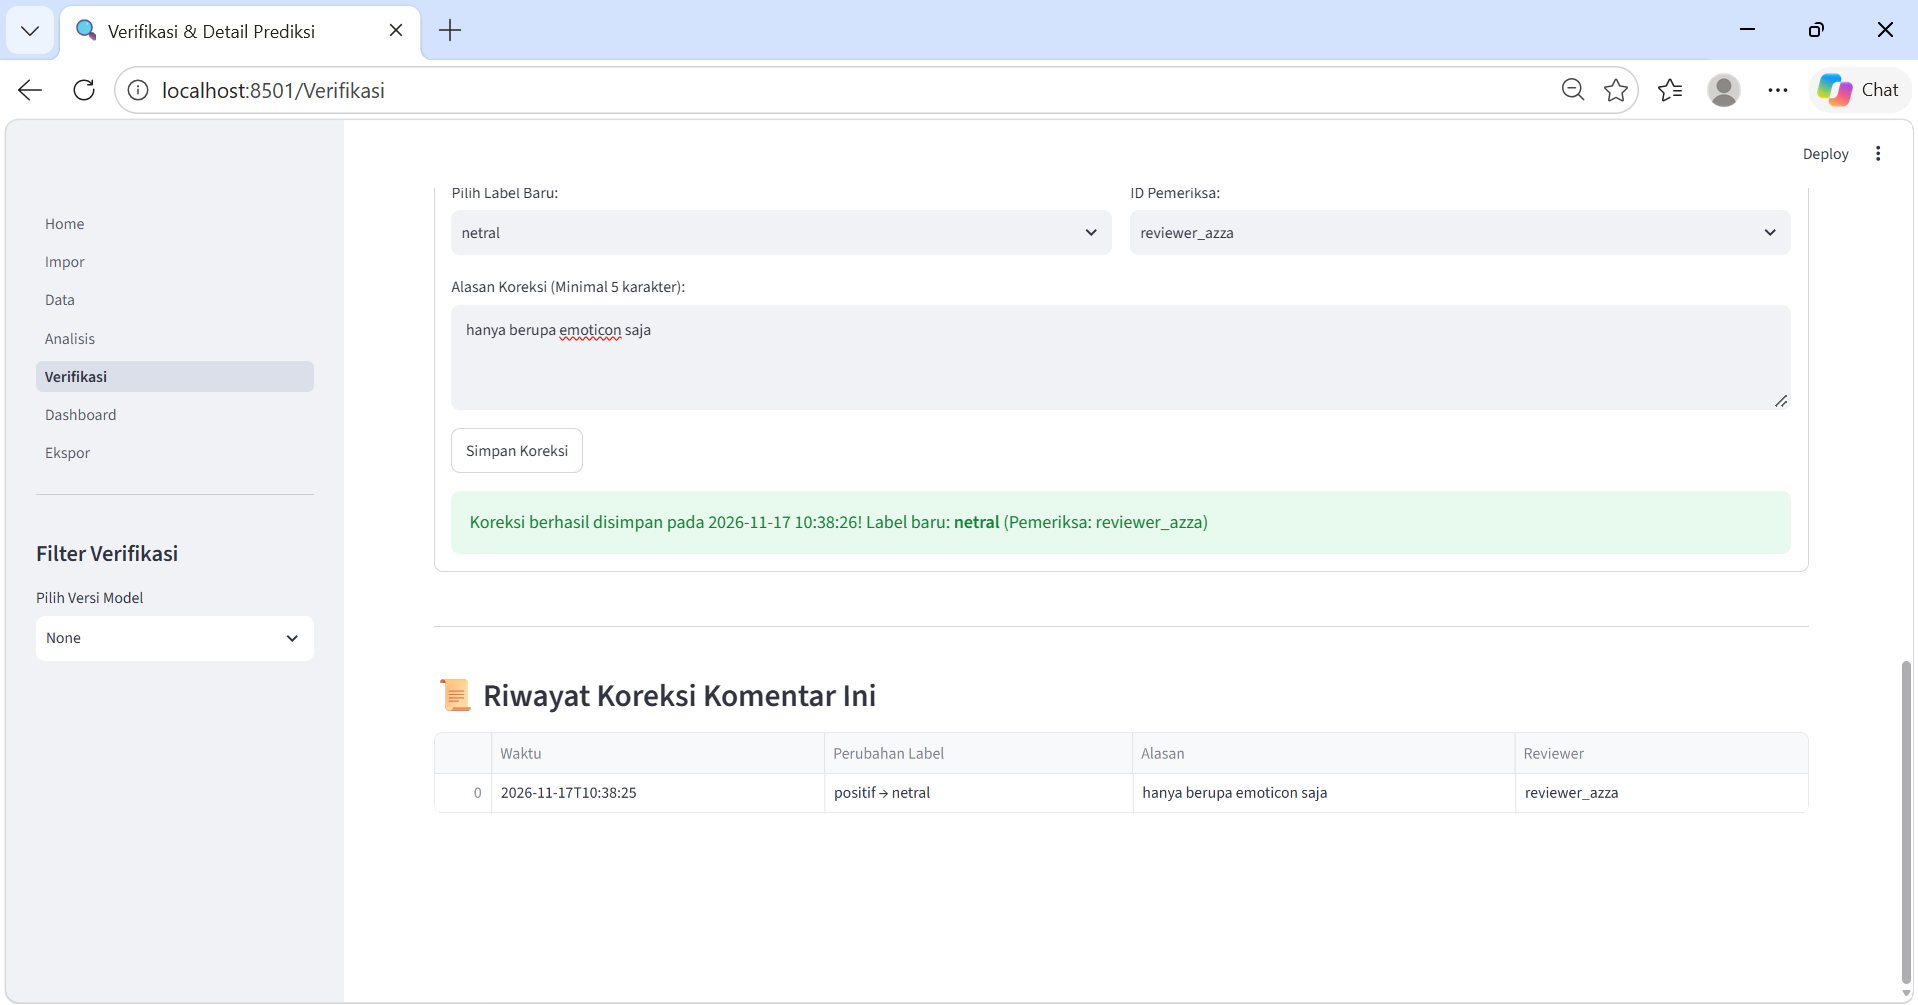 Verifikasi & Detail Prediksi
localhost:8501/Verifikasi
Chat
Deploy
Home
Impor
Data
Analisis
Verifikasi
Dashboard
Ekspor
Filter Verifikasi
Pilih Versi Model
None
Pilih Label Baru:
ID Pemeriksa:
netral
reviewer_azza
Alasan Koreksi (Minimal 5 karakter):
hanya berupa emoticon saja
Simpan Koreksi
Koreksi berhasil disimpan pada 2026-11-17 10:38:26! Label baru: netral (Pemeriksa: reviewer_azza)
📜 Riwayat Koreksi Komentar Ini
Waktu Perubahan Label Alasan Reviewer
0 2026-11-17T10:38:25 positif → netral hanya berupa emoticon saja reviewer_azza